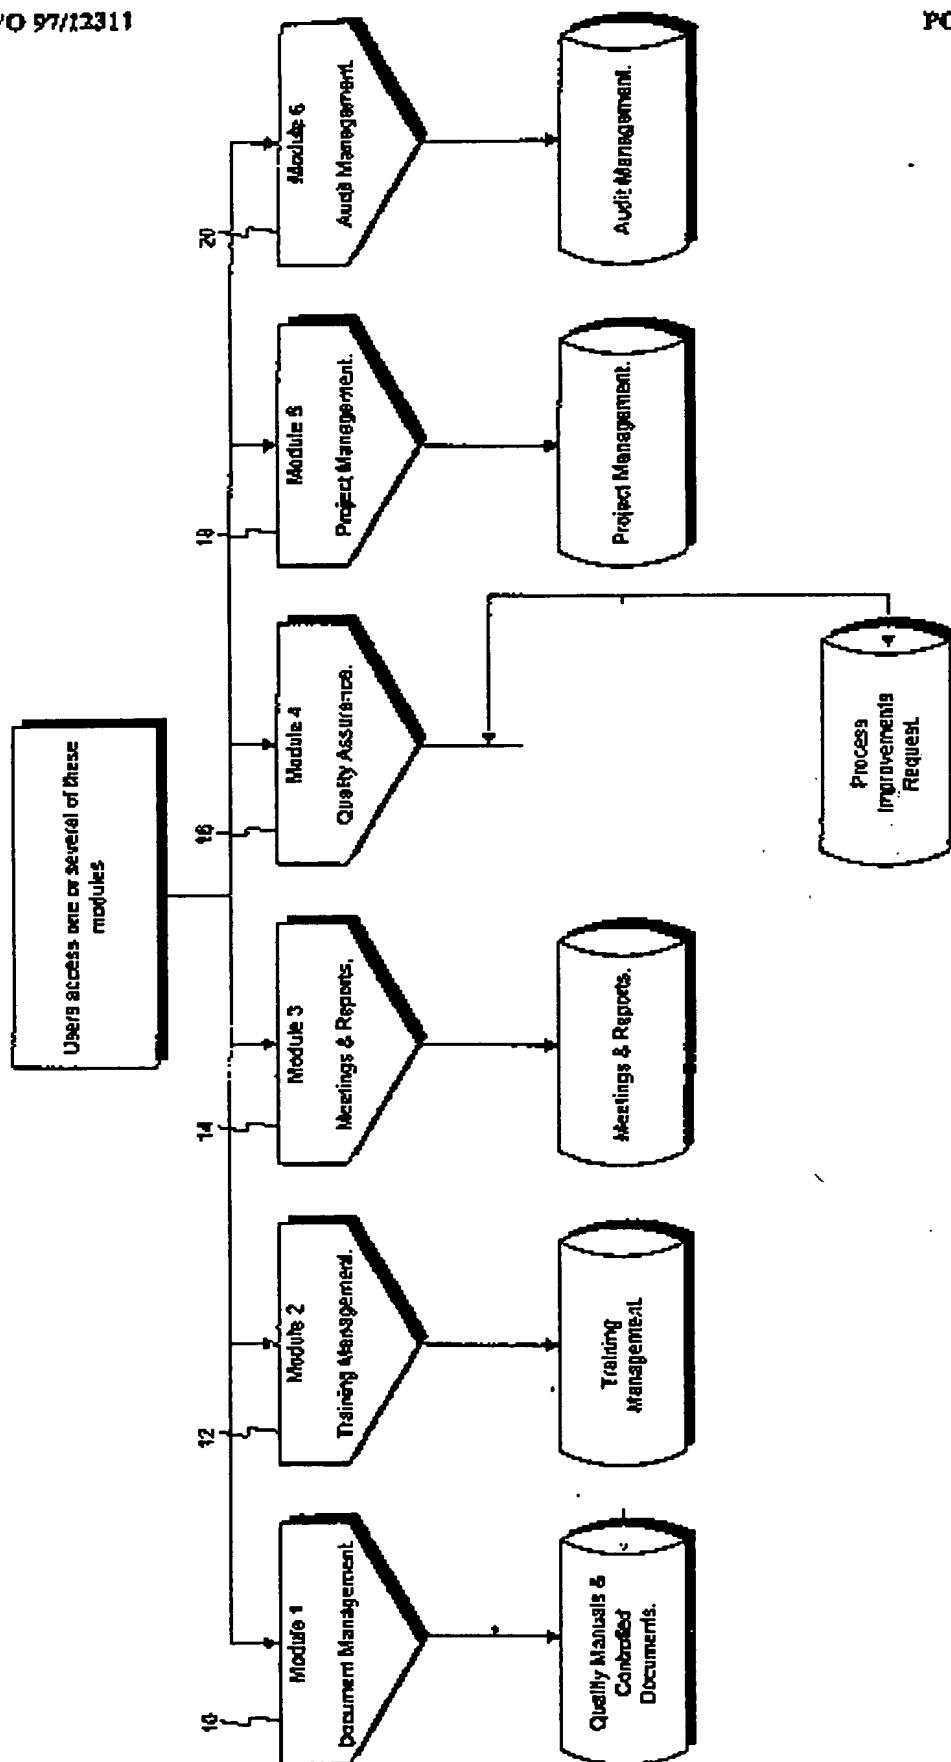 /O 97/12311
PC
Users access one or several of these
modules
10
Module 1
Document Management.
Quality Manuals &
Controlled
Documents.
12
Module 2
Training Management.
Training
Management.
14
Module 3
Meetings & Reports.
Meetings & Reports.
16
Module 4
Quality Assurance.
Process
Improvements
Request.
18
Module 5
Project Management.
Project Management.
20
Module 6
Audit Management.
Audit Management.